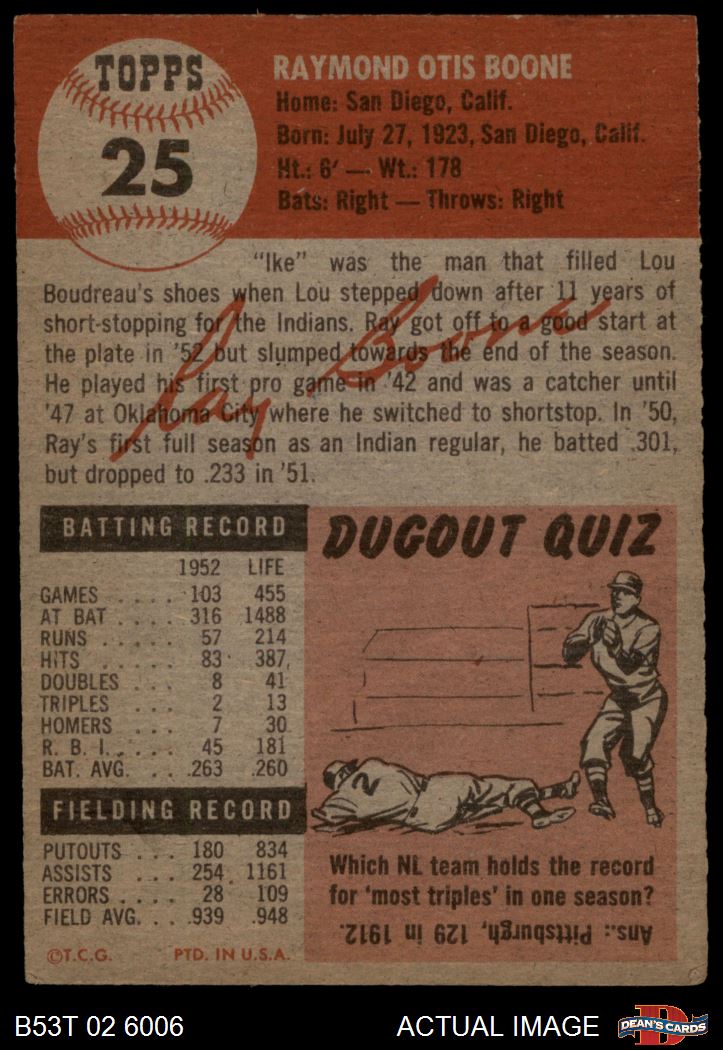 TOPPS
25
RAYMOND OTIS BOONE
Home: San Diego, Calif.
Born: July 27, 1923, San Diego, Calif.
Ht.: 6' — Wt.: 178
Bats: Right — Throws: Right
"Ike" was the man that filled Lou
Boudreau's shoes when Lou stepped down after 11 years of
short-stopping for the Indians. Ray got off to a good start at
the plate in '52 but slumped towards the end of the season.
He played his first pro game in '42 and was a catcher until
'47 at Oklahoma City where he switched to shortstop. In '50,
Ray's first full season as an Indian regular, he batted .301,
but dropped to .233 in '51.
Ray Boone
BATTING RECORD
1952 LIFE
GAMES .... 103 455
AT BAT .... 316 1488
RUNS ..... 57 214
HITS ..... 83 387
DOUBLES ... 8 41
TRIPLES ... 2 13
HOMERS ... 7 30
R. B. I. .... 45 181
BAT. AVG. .. .263 .260
FIELDING RECORD
PUTOUTS ... 180 834
ASSISTS ... 254 1161
ERRORS ... 28 109
FIELD AVG. .. .939 .948
©T.C.G. PTD. IN U.S.A.
DUGOUT QUIZ
2
Which NL team holds the record
for 'most triples' in one season?
Ans.: Pittsburgh, 129 in 1912.
B53T 02 6006
ACTUAL IMAGE
D
DEAN'S CARDS